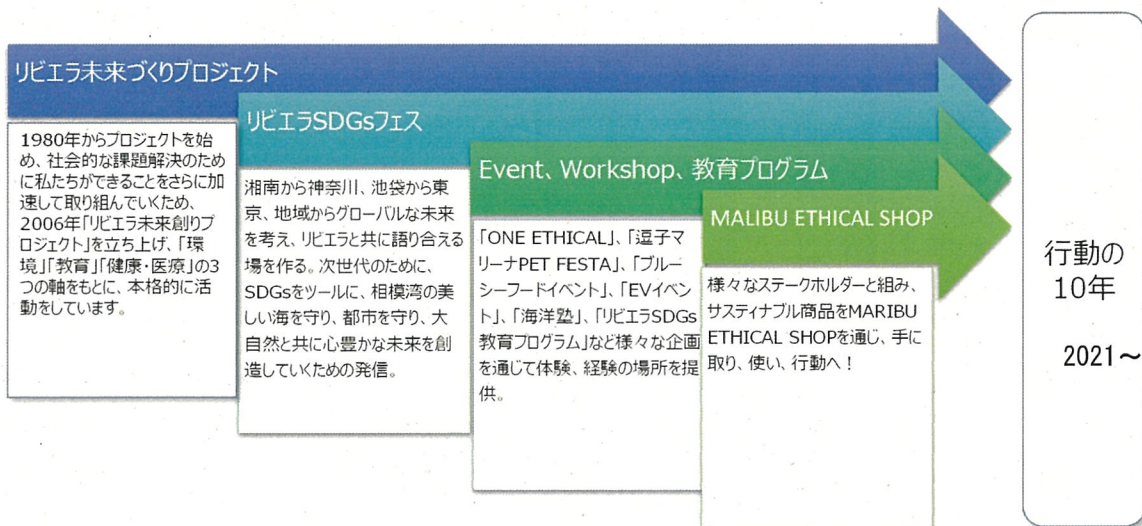 リビエラ未来づくりプロジェクト
1980年からプロジェクトを始
め、社会的な課題解決のため
に私たちができることをさらに加
速して取り組んでいくため、
2006年「リビエラ未来創りプ
ロジェクト」を立ち上げ、「環
境」「教育」「健康・医療」の3
つの軸をもとに、本格的に活
動をしています。
リビエラSDGsフェス
湘南から神奈川、池袋から東
京、地域からグローバルな未来
を考え、リビエラと共に語り合える
場を作る。次世代のために、
SDGsをツールに、相模湾の美
しい海を守り、都市を守り、大
自然と共に心豊かな未来を創
造していくための発信。
Event、Workshop、教育プログラム
「ONE ETHICAL」、「逗子マ
リーナPET FESTA」、「ブルー
シーフードイベント」、「EVイベン
ト」、「海洋塾」、「リビエラSDGs
教育プログラム」など様々な企画
を通じて体験、経験の場所を提
供。
MALIBU ETHICAL SHOP
様々なステークホルダーと組み、
サスティナブル商品をMARIBU
ETHICAL SHOPを通じ、手に
取り、使い、行動へ！
行動の
10年
2021～